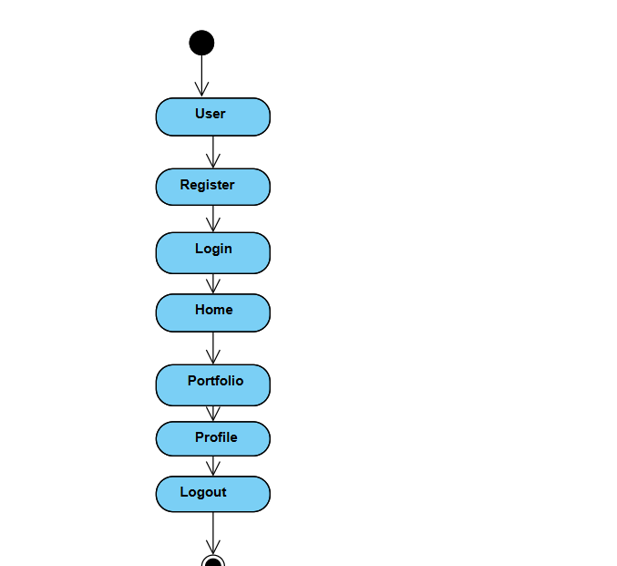 User
Register
Login
Home
Portfolio
Profile
Logout